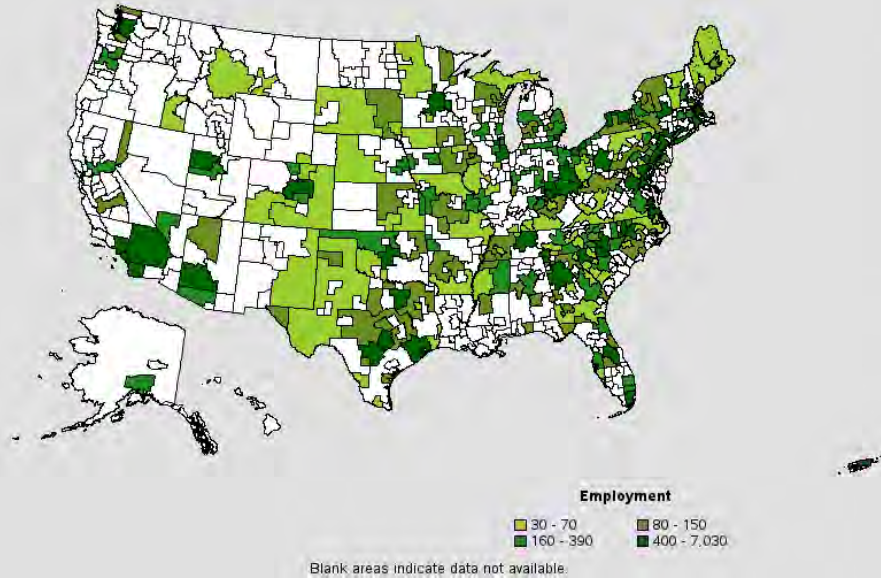 Employment
30 - 70 80 - 150
160 - 390 400 - 7,030
Blank areas indicate data not available.